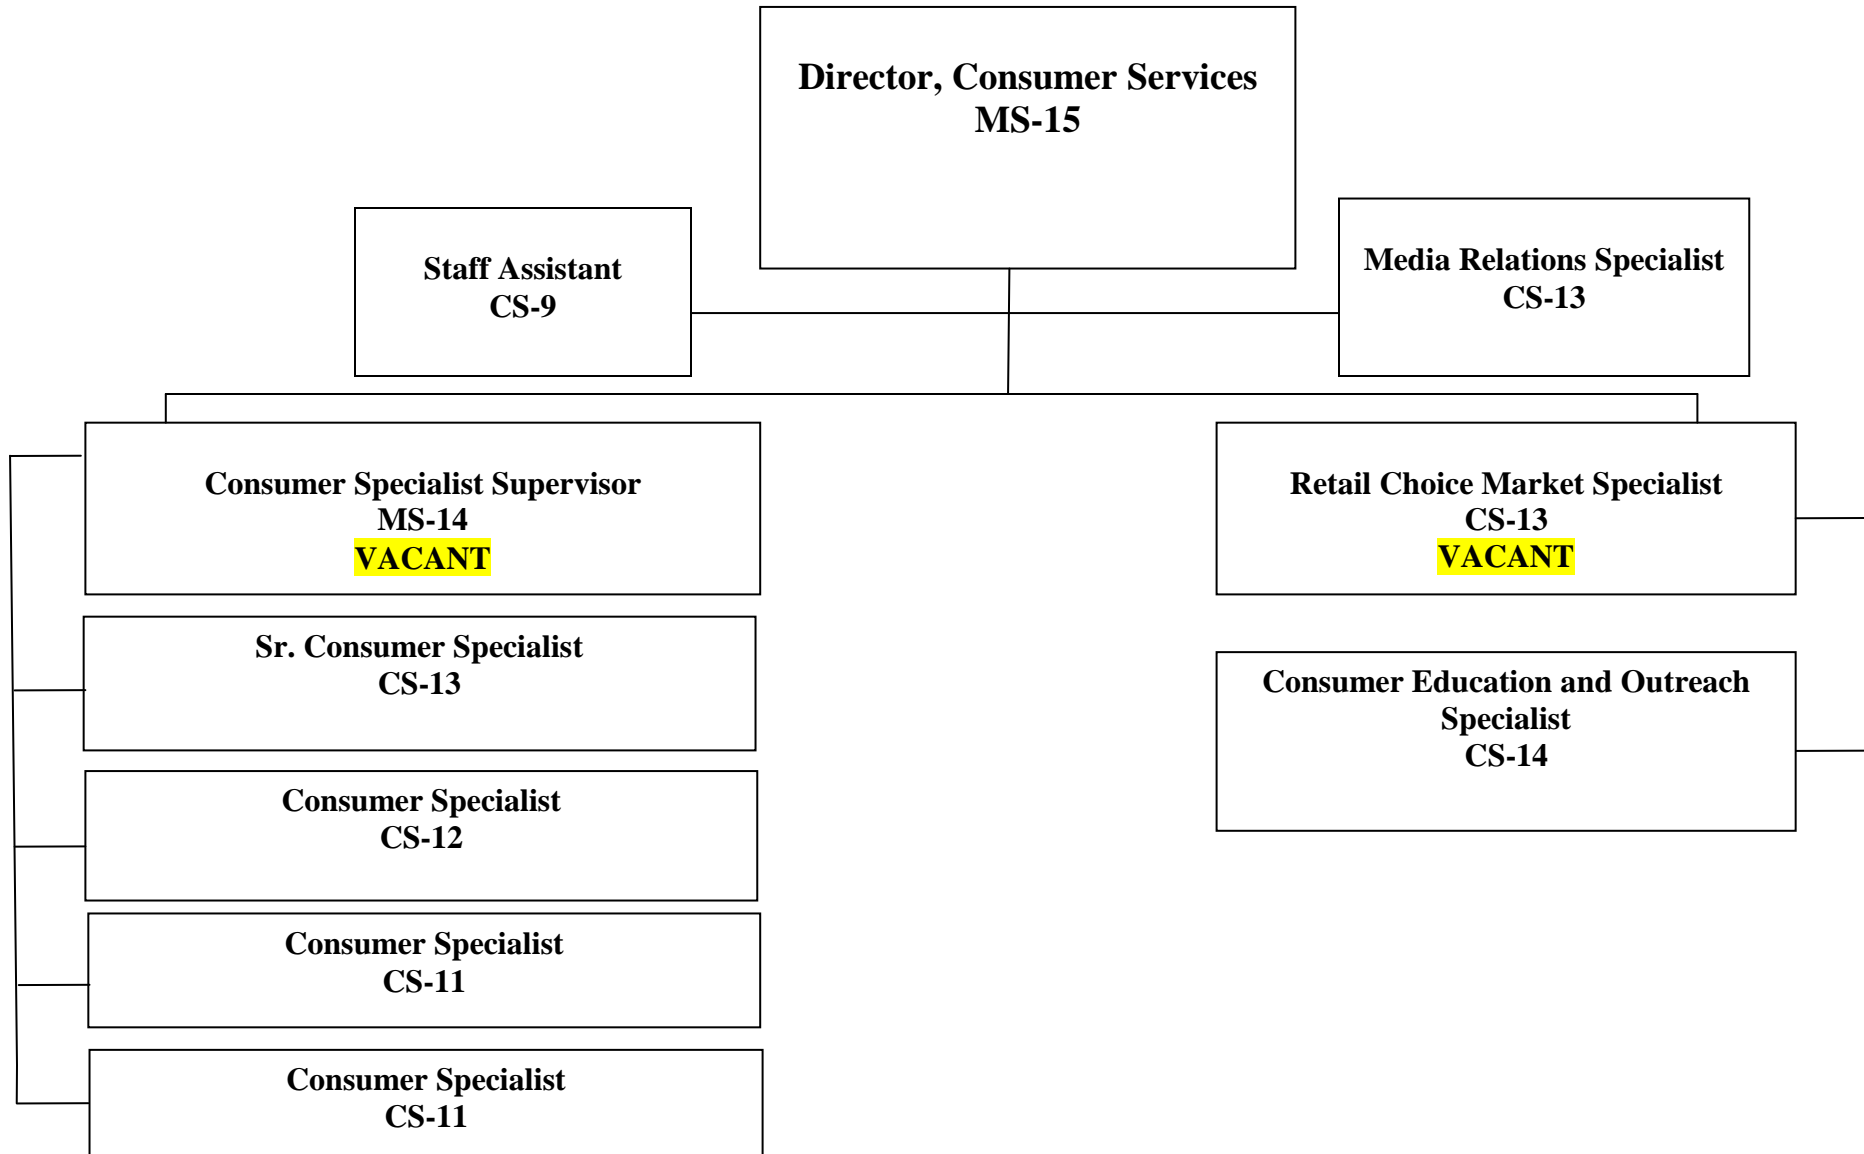 Director, Consumer Services
MS-15
Staff Assistant
CS-9
Media Relations Specialist
CS-13
Consumer Specialist Supervisor
MS-14
VACANT
Retail Choice Market Specialist
CS-13
VACANT
Sr. Consumer Specialist
CS-13
Consumer Education and Outreach
Specialist
CS-14
Consumer Specialist
CS-12
Consumer Specialist
CS-11
Consumer Specialist
CS-11